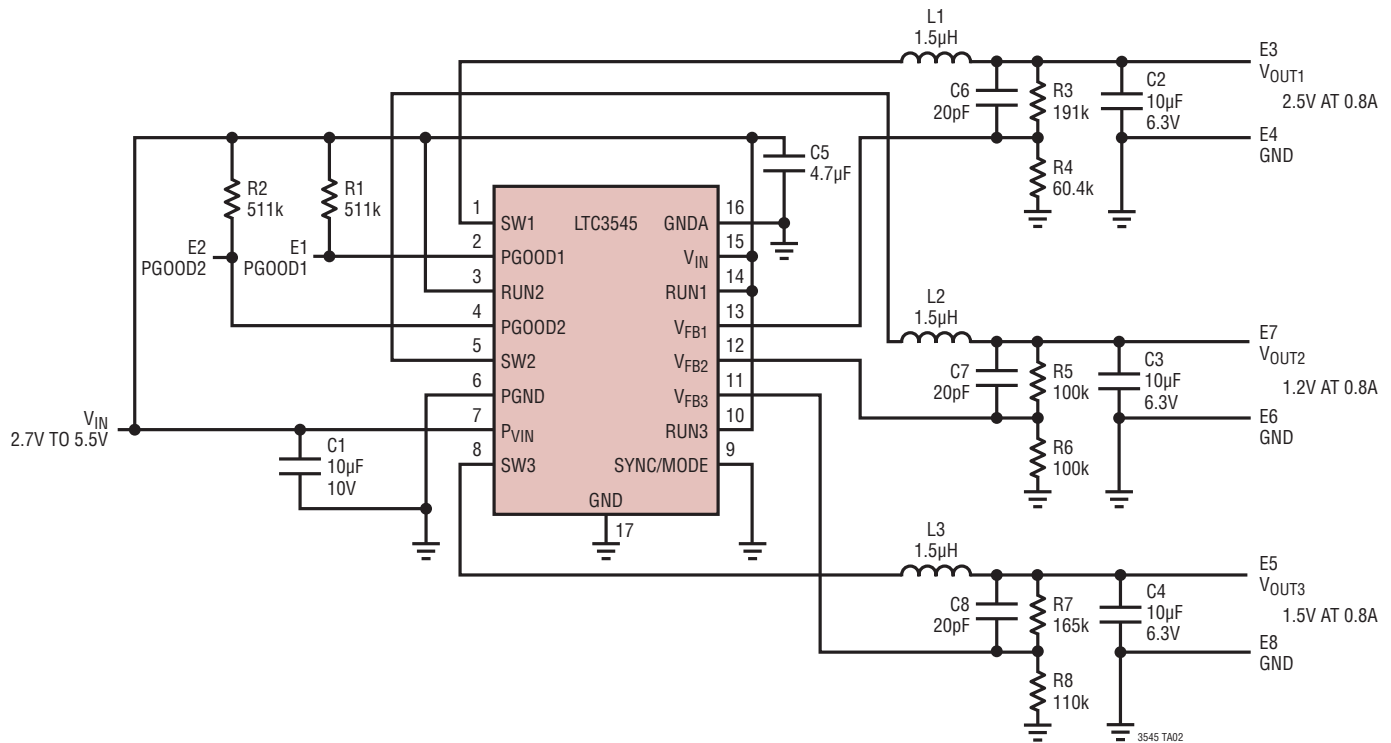 L1
1.5µH
E3
VOUT1
2.5V AT 0.8A
C6
20pF
R3
191k
C2
10µF
6.3V
E4
GND
R4
60.4k
C5
4.7µF
R2
511k
R1
511k
E2
PGOOD2
E1
PGOOD1
LTC3545
1
SW1
2
PGOOD1
3
RUN2
4
PGOOD2
5
SW2
6
PGND
7
PVIN
8
SW3
16
GNDA
15
VIN
14
RUN1
13
VFB1
12
VFB2
11
VFB3
10
RUN3
9
SYNC/MODE
GND
17
VIN
2.7V TO 5.5V
C1
10µF
10V
L2
1.5µH
E7
VOUT2
1.2V AT 0.8A
C7
20pF
R5
100k
C3
10µF
6.3V
E6
GND
R6
100k
L3
1.5µH
E5
VOUT3
1.5V AT 0.8A
C8
20pF
R7
165k
C4
10µF
6.3V
E8
GND
R8
110k
3545 TA02